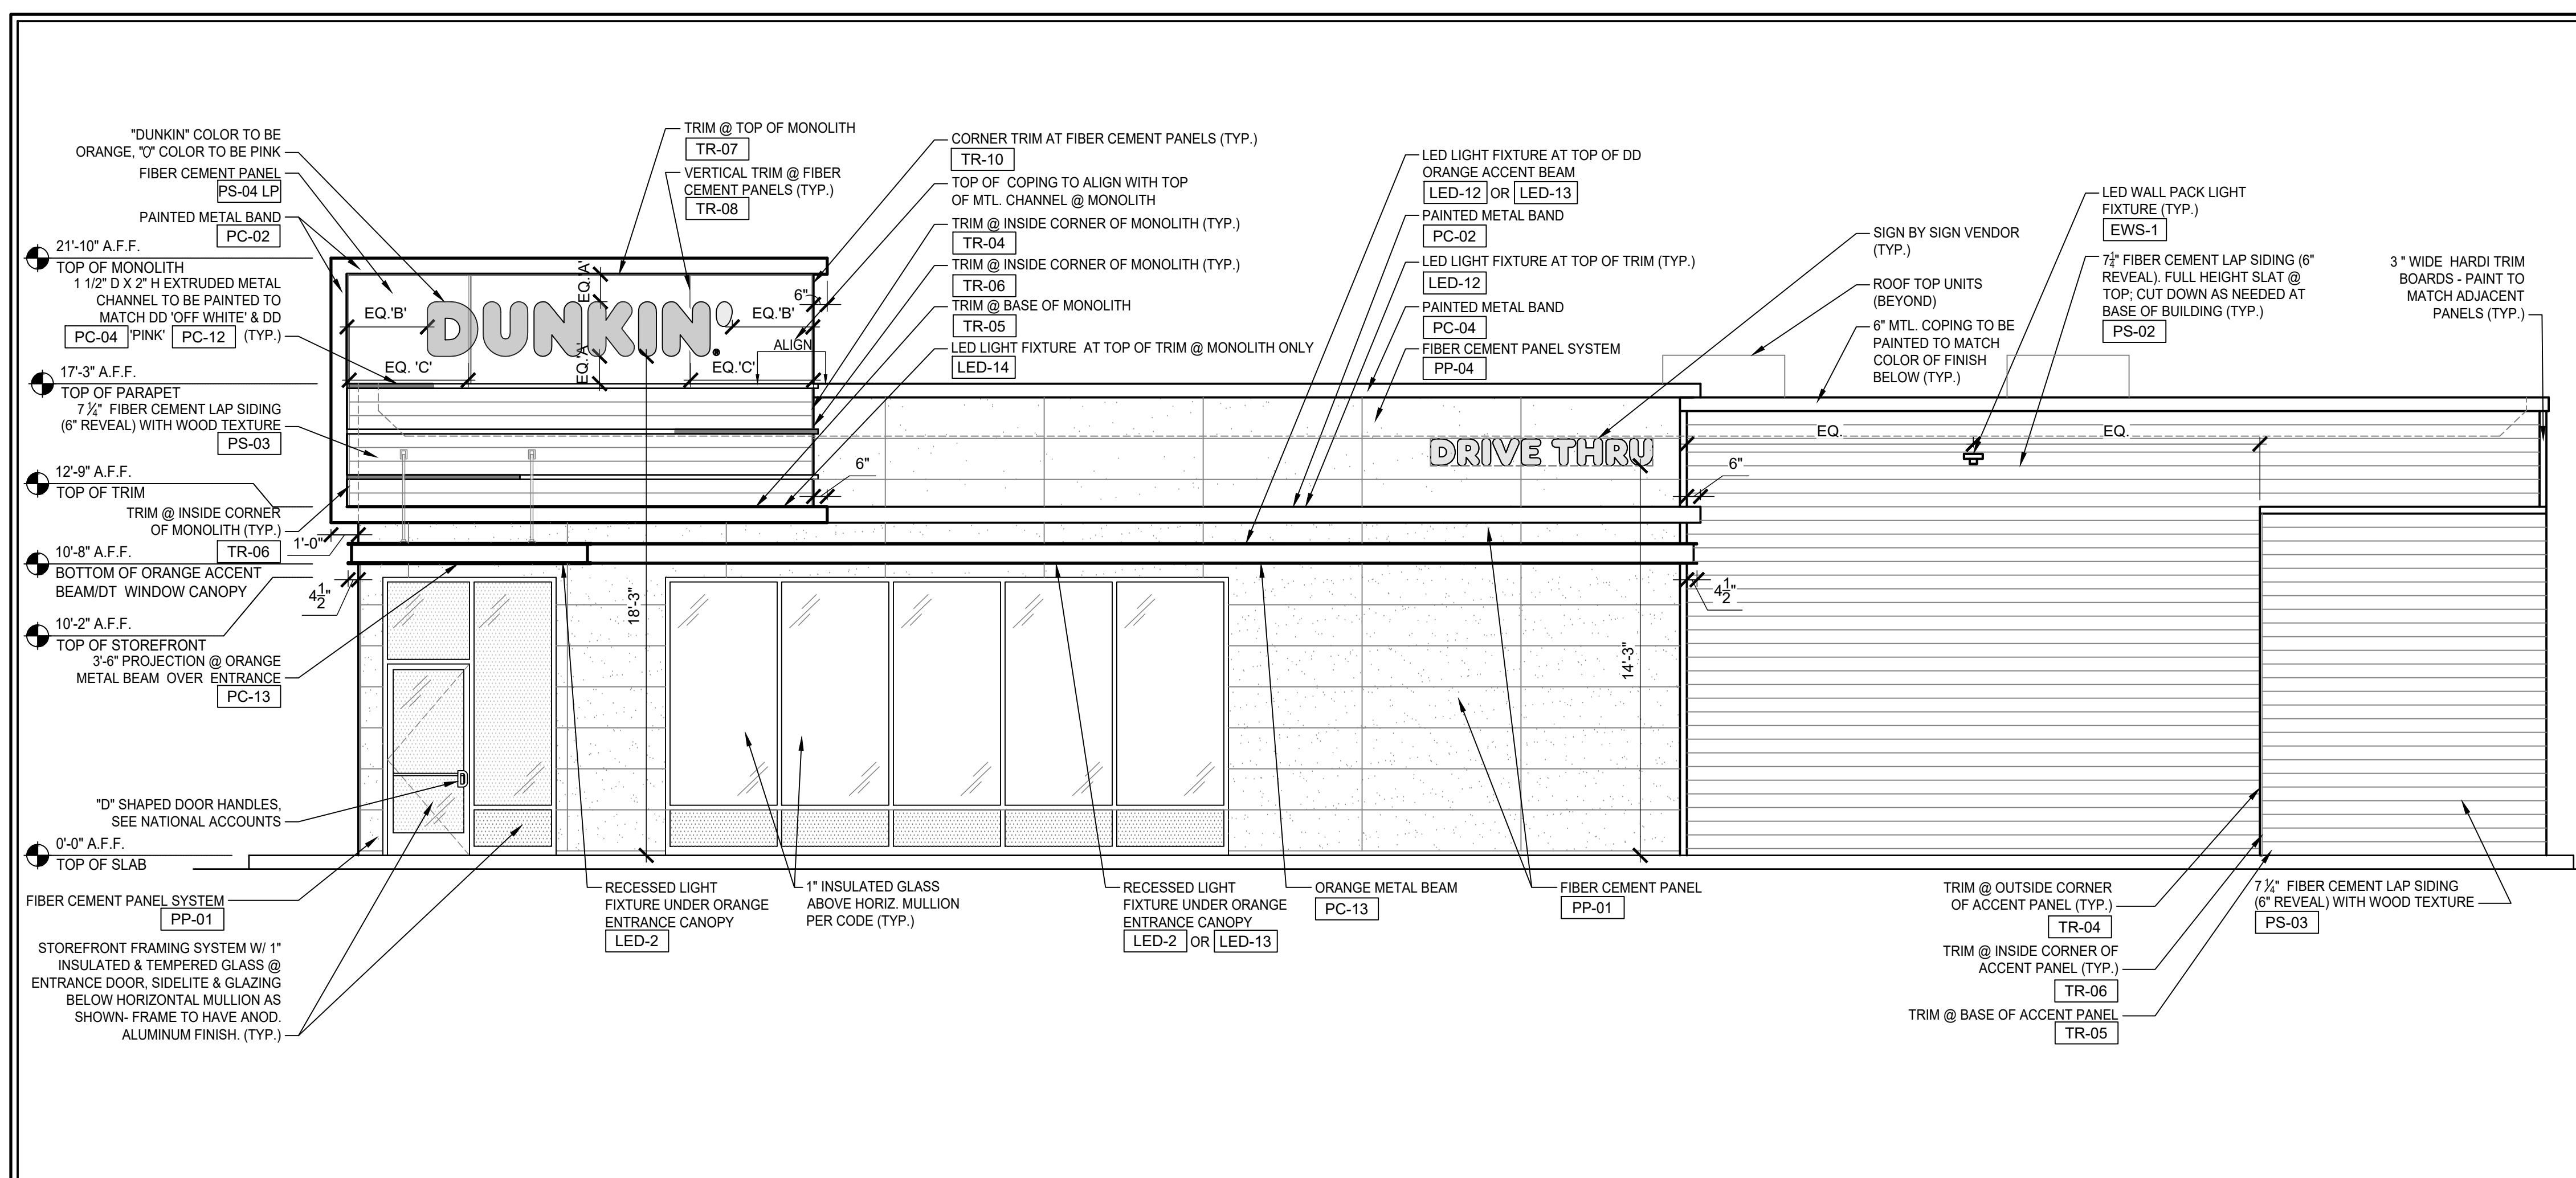 "DUNKIN" COLOR TO BE
ORANGE, "O" COLOR TO BE PINK
FIBER CEMENT PANEL
PS-04 LP
PAINTED METAL BAND
PC-02
21'-10" A.F.F.
TOP OF MONOLITH
1 1/2" D X 2" H EXTRUDED METAL
CHANNEL TO BE PAINTED TO
MATCH DD 'OFF WHITE' & DD
PC-04 'PINK' PC-12 (TYP.)
17'-3" A.F.F.
TOP OF PARAPET
7 1/4" FIBER CEMENT LAP SIDING
(6" REVEAL) WITH WOOD TEXTURE
PS-03
12'-9" A.F.F.
TOP OF TRIM
TRIM @ INSIDE CORNER
OF MONOLITH (TYP.)
TR-06
1'-0"
10'-8" A.F.F.
BOTTOM OF ORANGE ACCENT
BEAM/DT WINDOW CANOPY
4 1/2"
10'-2" A.F.F.
TOP OF STOREFRONT
3'-6" PROJECTION @ ORANGE
METAL BEAM OVER ENTRANCE
PC-13
"D" SHAPED DOOR HANDLES,
SEE NATIONAL ACCOUNTS
0'-0" A.F.F.
TOP OF SLAB
FIBER CEMENT PANEL SYSTEM
PP-01
STOREFRONT FRAMING SYSTEM W/ 1"
INSULATED & TEMPERED GLASS @
ENTRANCE DOOR, SIDELITE & GLAZING
BELOW HORIZONTAL MULLION AS
SHOWN- FRAME TO HAVE ANOD.
ALUMINUM FINISH. (TYP.)
TRIM @ TOP OF MONOLITH
TR-07
VERTICAL TRIM @ FIBER
CEMENT PANELS (TYP.)
TR-08
EQ.'A'
6"
EQ.'B'
DUNKIN'
EQ.'B'
ALIGN
EQ. 'C'
EQ.'A'
EQ.'C'
6"
18'-3"
CORNER TRIM AT FIBER CEMENT PANELS (TYP.)
TR-10
TOP OF COPING TO ALIGN WITH TOP
OF MTL. CHANNEL @ MONOLITH
TRIM @ INSIDE CORNER OF MONOLITH (TYP.)
TR-04
TRIM @ INSIDE CORNER OF MONOLITH (TYP.)
TR-06
TRIM @ BASE OF MONOLITH
TR-05
LED LIGHT FIXTURE AT TOP OF TRIM @ MONOLITH ONLY
LED-14
LED LIGHT FIXTURE AT TOP OF DD
ORANGE ACCENT BEAM
LED-12 OR LED-13
PAINTED METAL BAND
PC-02
LED LIGHT FIXTURE AT TOP OF TRIM (TYP.)
LED-12
PAINTED METAL BAND
PC-04
FIBER CEMENT PANEL SYSTEM
PP-04
DRIVE THRU
14'-3"
SIGN BY SIGN VENDOR
(TYP.)
ROOF TOP UNITS
(BEYOND)
6" MTL. COPING TO BE
PAINTED TO MATCH
COLOR OF FINISH
BELOW (TYP.)
LED WALL PACK LIGHT
FIXTURE (TYP.)
EWS-1
7 1/4" FIBER CEMENT LAP SIDING (6"
REVEAL). FULL HEIGHT SLAT @
TOP; CUT DOWN AS NEEDED AT
BASE OF BUILDING (TYP.)
PS-02
3 " WIDE HARDI TRIM
BOARDS - PAINT TO
MATCH ADJACENT
PANELS (TYP.)
EQ.
EQ.
6"
4 1/2"
RECESSED LIGHT
FIXTURE UNDER ORANGE
ENTRANCE CANOPY
LED-2
1" INSULATED GLASS
ABOVE HORIZ. MULLION
PER CODE (TYP.)
RECESSED LIGHT
FIXTURE UNDER ORANGE
ENTRANCE CANOPY
LED-2 OR LED-13
ORANGE METAL BEAM
PC-13
FIBER CEMENT PANEL
PP-01
TRIM @ OUTSIDE CORNER
OF ACCENT PANEL (TYP.)
TR-04
TRIM @ INSIDE CORNER OF
ACCENT PANEL (TYP.)
TR-06
TRIM @ BASE OF ACCENT PANEL
TR-05
7 1/4" FIBER CEMENT LAP SIDING
(6" REVEAL) WITH WOOD TEXTURE
PS-03